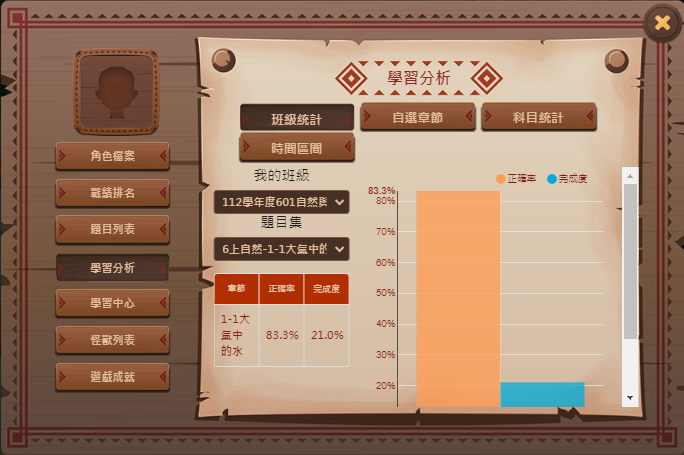 學習分析
班級統計
自選章節
科目統計
時間區間
角色檔案
戰績排名
題目列表
學習分析
學習中心
怪獸列表
遊戲成就
我的班級
112學年度601自然
題目集
6上自然-1-1大氣中的
章節 正確率 完成度
1-1大
氣中
的水
83.3% 21.0%
正確率 完成度
83.3%
80%
70%
60%
50%
40%
30%
20%